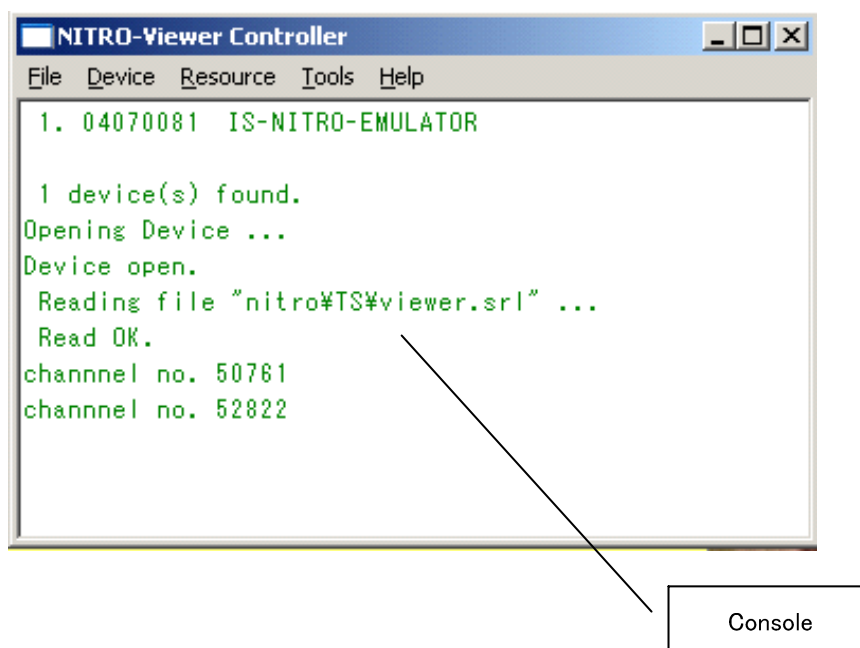 NITRO-Viewer Controller
File Device Resource Tools Help
1. 04070081 IS-NITRO-EMULATOR
1 device(s) found.
Opening Device ...
Device open.
Reading file "nitro¥TS¥viewer.srl" ...
Read OK.
channnel no. 50761
channnel no. 52822
Console